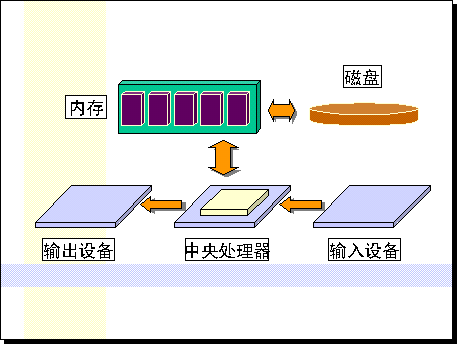 磁盘
内存
输出设备
中央处理器
输入设备